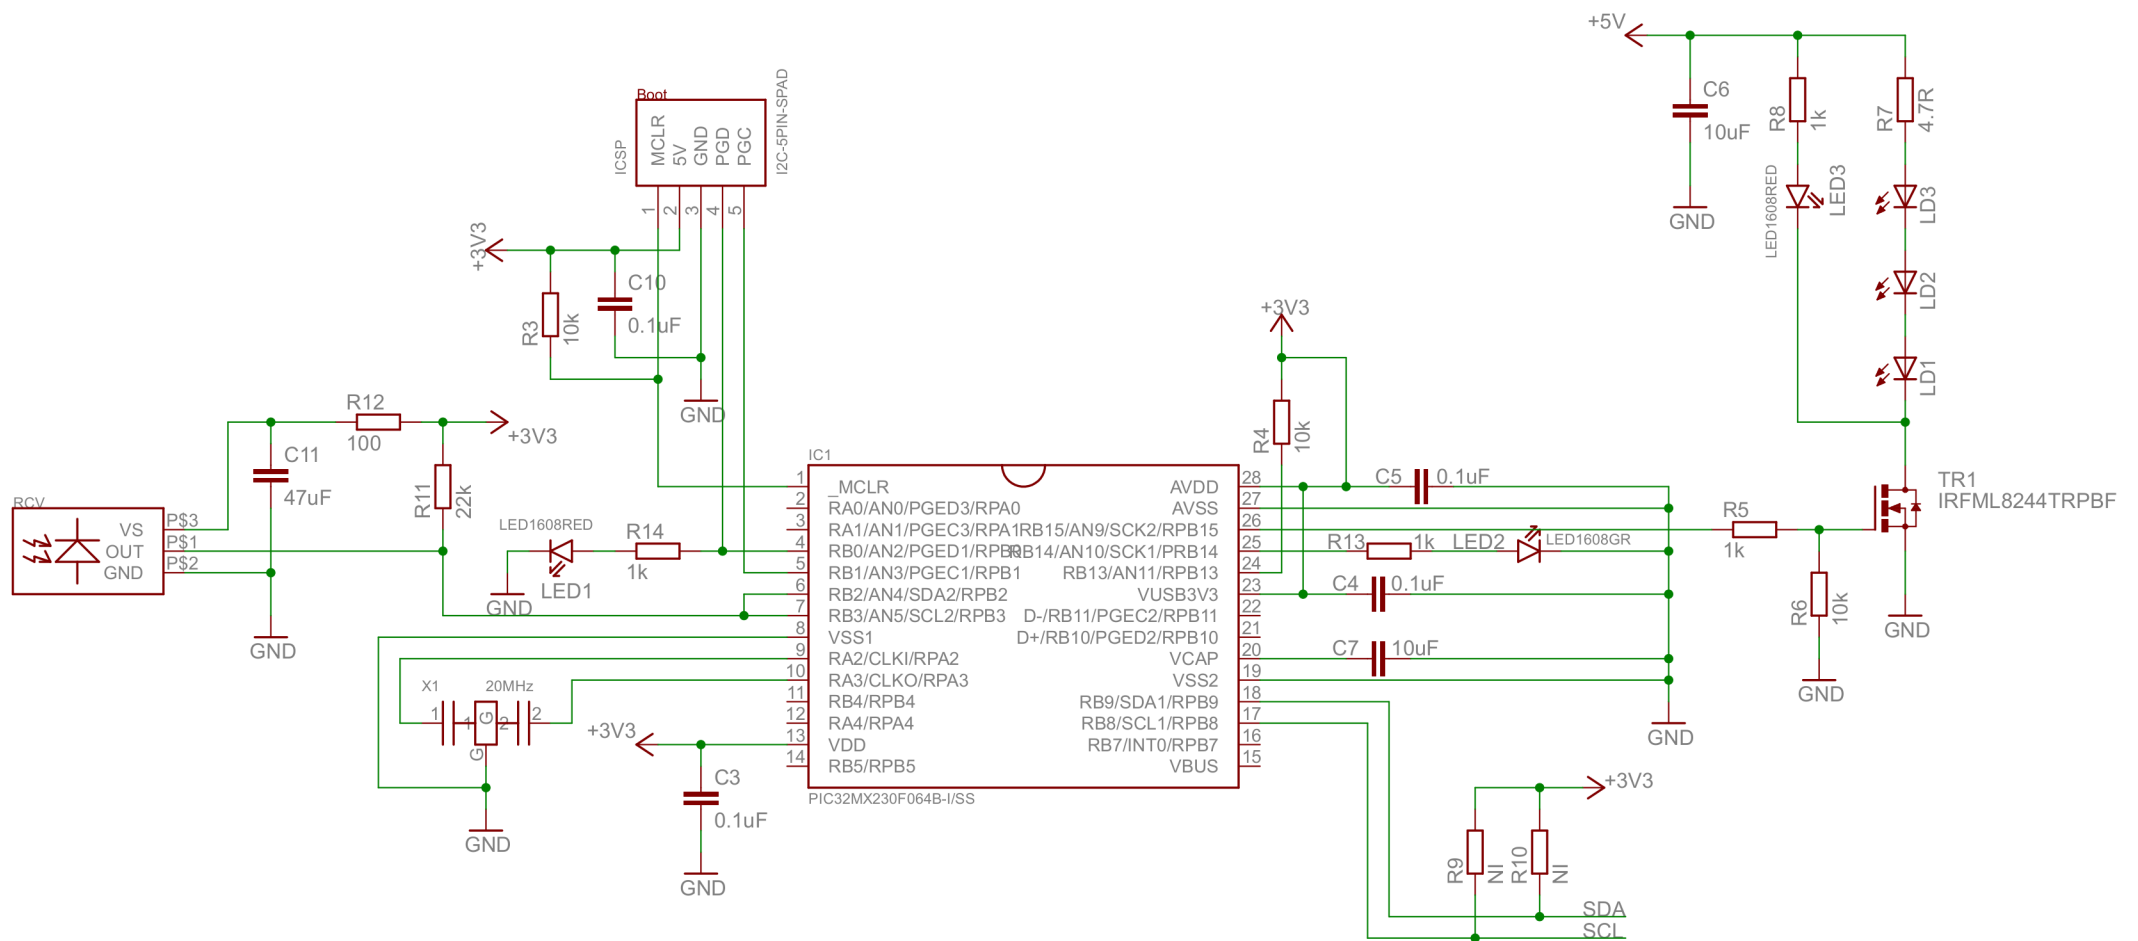 +5V
C6
10uF
GND
R8
1k
R7
4.7R
LED1608RED
LED3
LD3
LD2
LD1
TR1
IRFML8244TRPBF
R5
1k
R6
10k
GND
GND
Boot
ICSP
MCLR
5V
GND
PGD
PGC
I2C-5PIN-SPAD
1
2
3
4
5
+3V3
R3
10k
C10
0.1uF
GND
R12
100
+3V3
C11
47uF
R11
22k
RCV
VS
OUT
GND
P$3
P$1
P$2
GND
LED1608RED
R14
1k
LED1
GND
X1
20MHz
1
1
G
2
2
G
GND
+3V3
C3
0.1uF
GND
IC1
1
2
3
4
5
6
7
8
9
10
11
12
13
14
_MCLR
RA0/AN0/PGED3/RPA0
RA1/AN1/PGEC3/RPA1
RB0/AN2/PGED1/RPB0
RB1/AN3/PGEC1/RPB1
RB2/AN4/SDA2/RPB2
RB3/AN5/SCL2/RPB3
VSS1
RA2/CLKI/RPA2
RA3/CLKO/RPA3
RB4/RPB4
RA4/RPA4
VDD
RB5/RPB5
AVDD
AVSS
RB15/AN9/SCK2/RPB15
RB14/AN10/SCK1/PRB14
RB13/AN11/RPB13
VUSB3V3
D-/RB11/PGEC2/RPB11
D+/RB10/PGED2/RPB10
VCAP
VSS2
RB9/SDA1/RPB9
RB8/SCL1/RPB8
RB7/INT0/RPB7
VBUS
28
27
26
25
24
23
22
21
20
19
18
17
16
15
PIC32MX230F064B-I/SS
+3V3
R4
10k
C5
0.1uF
R13
1k
LED2
LED1608GR
C4
0.1uF
C7
10uF
GND
+3V3
R9
NI
R10
NI
SDA
SCL